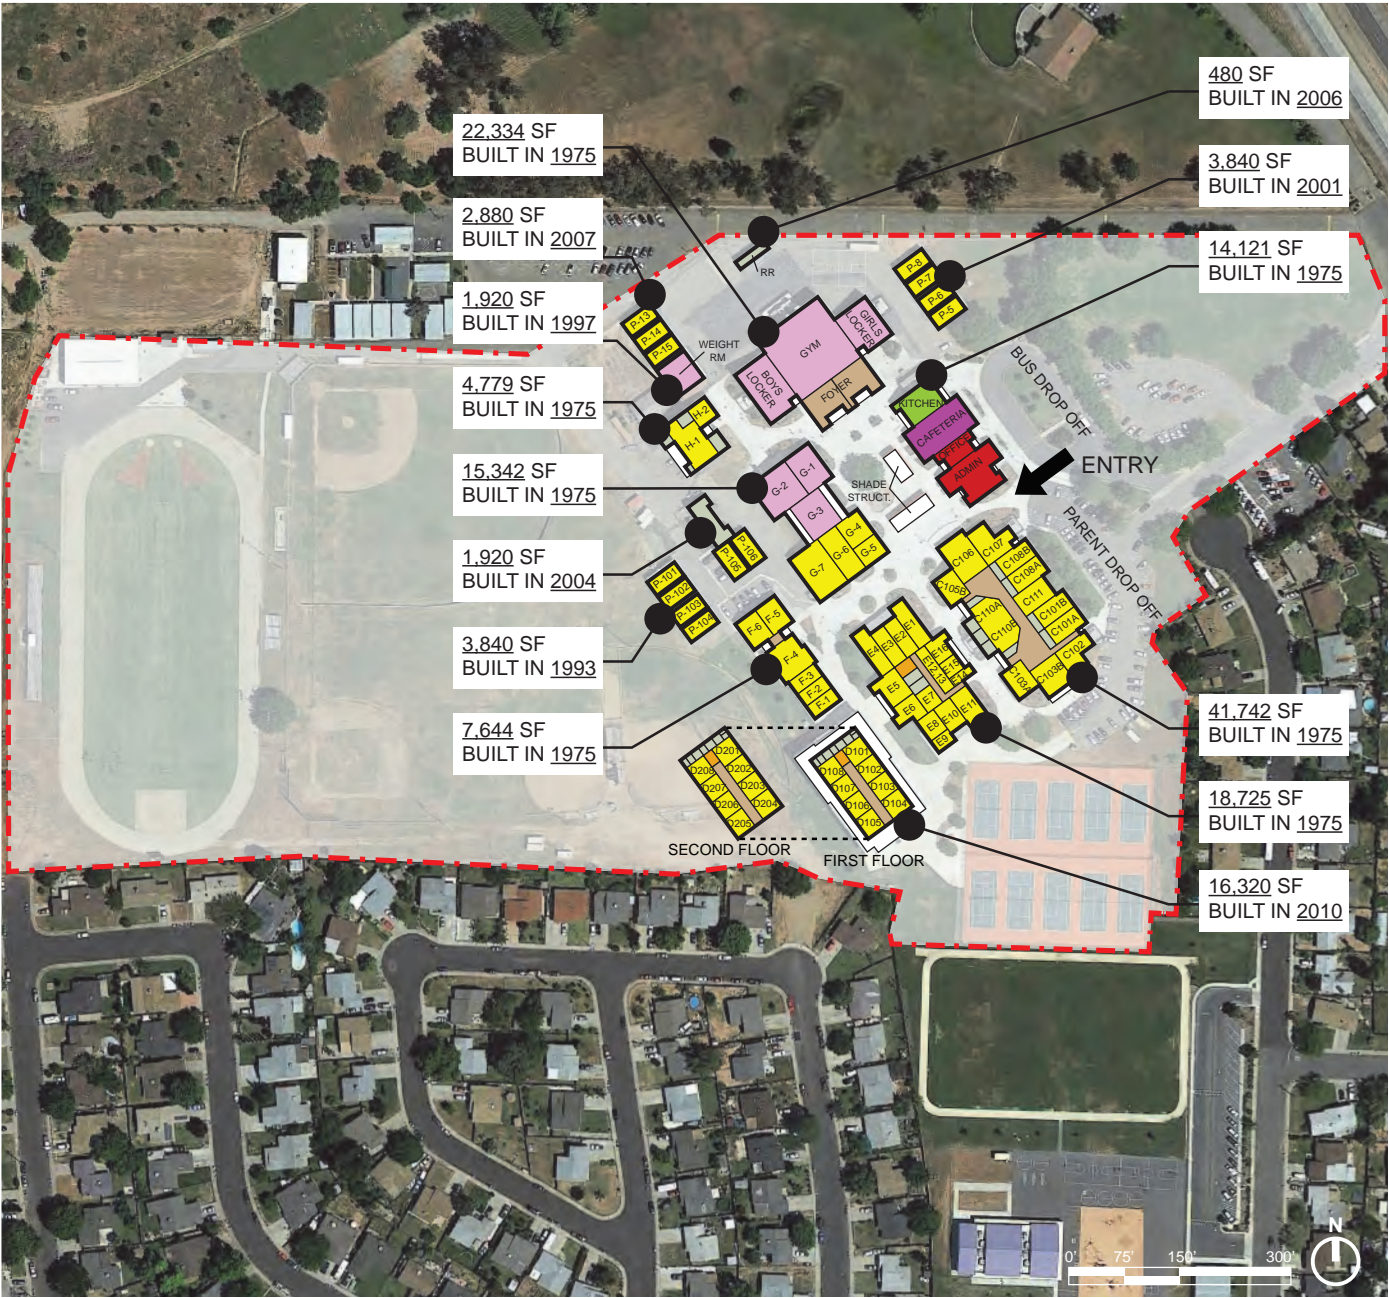 480 SF
BUILT IN 2006
22,334 SF
BUILT IN 1975
3,840 SF
BUILT IN 2001
2,880 SF
BUILT IN 2007
14,121 SF
BUILT IN 1975
1,920 SF
BUILT IN 1997
4,779 SF
BUILT IN 1975
15,342 SF
BUILT IN 1975
1,920 SF
BUILT IN 2004
3,840 SF
BUILT IN 1993
7,644 SF
BUILT IN 1975
41,742 SF
BUILT IN 1975
18,725 SF
BUILT IN 1975
16,320 SF
BUILT IN 2010
RR
P-8
P-7
P-6
P-5
P-13
P-14
P-15
WEIGHT
RM
GIRLS
LOCKER
GYM
BOYS
LOCKER
FOYER
KITCHEN
CAFETERIA
OFFICE
ADMIN
BUS DROP OFF
ENTRY
PARENT DROP OFF
SHADE
STRUCT.
H-2
H-1
G-1
G-2
G-3
G-4
G-5
G-6
G-7
P-106
P-105
P-101
P-102
P-103
P-104
F-6
F-5
F-4
F-3
F-2
F-1
E1
E2
E3
E4
E16
E15
E14
E12
E13
E5
E7
E6
E11
E10
E8
E9
C107
C106
C108B
C108A
C105B
C111
C110A
C101B
C101A
C110B
C102
C103B
C103A
D201
D202
D208
D203
D207
D204
D206
D205
D101
D102
D108
D103
D107
D104
D106
D105
SECOND FLOOR
FIRST FLOOR
N
0' 75' 150' 300'